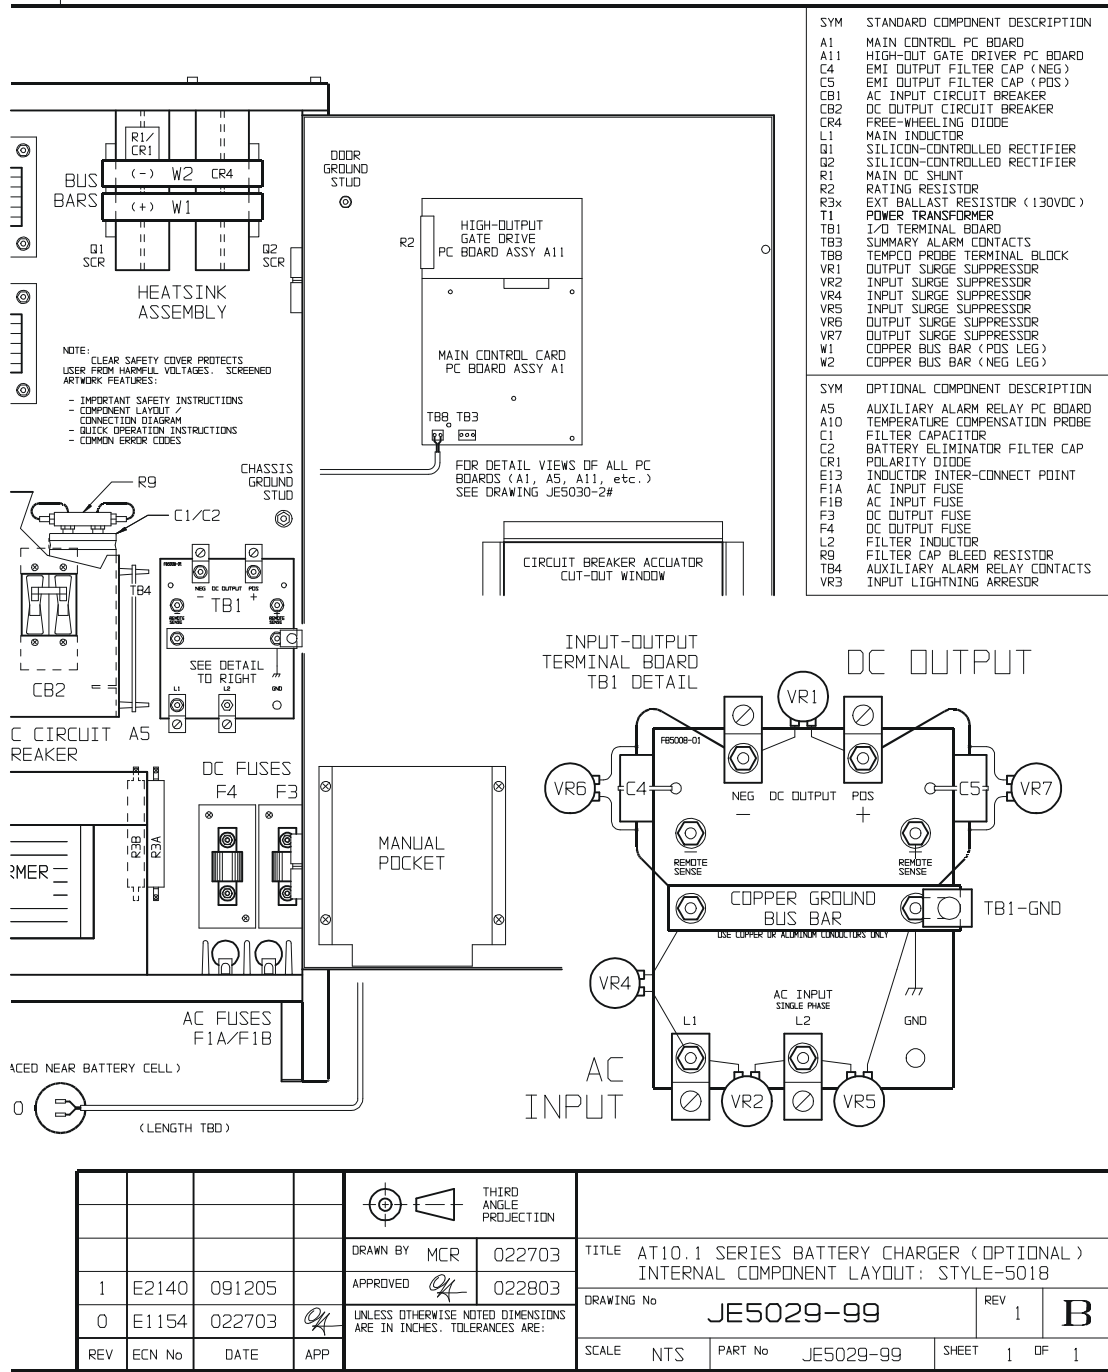 SYM STANDARD COMPONENT DESCRIPTION
A1 MAIN CONTROL PC BOARD
A11 HIGH-OUT GATE DRIVER PC BOARD
C4 EMI OUTPUT FILTER CAP (NEG)
C5 EMI OUTPUT FILTER CAP (POS)
CB1 AC INPUT CIRCUIT BREAKER
CB2 DC OUTPUT CIRCUIT BREAKER
CR4 FREE-WHEELING DIODE
L1 MAIN INDUCTOR
Q1 SILICON-CONTROLLED RECTIFIER
Q2 SILICON-CONTROLLED RECTIFIER
R1 MAIN DC SHUNT
R2 RATING RESISTOR
R3x EXT BALLAST RESISTOR (130VDC)
T1 POWER TRANSFORMER
TB1 I/O TERMINAL BOARD
TB3 SUMMARY ALARM CONTACTS
TB8 TEMPCO PROBE TERMINAL BLOCK
VR1 OUTPUT SURGE SUPPRESSOR
VR2 INPUT SURGE SUPPRESSOR
VR4 INPUT SURGE SUPPRESSOR
VR5 INPUT SURGE SUPPRESSOR
VR6 OUTPUT SURGE SUPPRESSOR
VR7 OUTPUT SURGE SUPPRESSOR
W1 COPPER BUS BAR (POS LEG)
W2 COPPER BUS BAR (NEG LEG)
SYM OPTIONAL COMPONENT DESCRIPTION
A5 AUXILIARY ALARM RELAY PC BOARD
A10 TEMPERATURE COMPENSATION PROBE
C1 FILTER CAPACITOR
C2 BATTERY ELIMINATOR FILTER CAP
CR1 POLARITY DIODE
E13 INDUCTOR INTER-CONNECT POINT
F1A AC INPUT FUSE
F1B AC INPUT FUSE
F3 DC OUTPUT FUSE
F4 DC OUTPUT FUSE
L2 FILTER INDUCTOR
R9 FILTER CAP BLEED RESISTOR
TB4 AUXILIARY ALARM RELAY CONTACTS
VR3 INPUT LIGHTNING ARRESOR
R1/
CR1
(-) W2 CR4
(+) W1
BUS
BARS
Q1
SCR
Q2
SCR
HEATSINK
ASSEMBLY
DOOR
GROUND
STUD
R2
HIGH-OUTPUT
GATE DRIVE
PC BOARD ASSY A11
MAIN CONTROL CARD
PC BOARD ASSY A1
TB8 TB3
NOTE:
CLEAR SAFETY COVER PROTECTS
USER FROM HARMFUL VOLTAGES. SCREENED
ARTWORK FEATURES:
- IMPORTANT SAFETY INSTRUCTIONS
- COMPONENT LAYOUT /
CONNECTION DIAGRAM
- QUICK OPERATION INSTRUCTIONS
- COMMON ERROR CODES
FOR DETAIL VIEWS OF ALL PC
BOARDS (A1, A5, A11, etc.)
SEE DRAWING JE5030-2#
CHASSIS
GROUND
STUD
R9
C1/C2
CIRCUIT BREAKER ACCUATOR
CUT-OUT WINDOW
TB4
FB5008-01
NEG DC OUTPUT POS
- +
TB1
REMOTE
SENSE
REMOTE
SENSE
SEE DETAIL
TO RIGHT
L1 L2 GND
CB2
C CIRCUIT
REAKER
A5
DC FUSES
F4 F3
R3B R3A
RMER
MANUAL
POCKET
AC FUSES
F1A/F1B
ACED NEAR BATTERY CELL)
0
(LENGTH TBD)
INPUT-OUTPUT
TERMINAL BOARD
TB1 DETAIL
DC OUTPUT
VR1
FB5008-01
VR6 C4 C5 VR7
NEG DC OUTPUT POS
- +
REMOTE
SENSE
REMOTE
SENSE
COPPER GROUND
BUS BAR
TB1-GND
USE COPPER OR ALUMINUM CONDUCTORS ONLY
VR4
AC INPUT
SINGLE PHASE
L1 L2 GND
AC
INPUT
VR2 VR5
THIRD
ANGLE
PROJECTION
DRAWN BY MCR 022703
APPROVED 022803
UNLESS OTHERWISE NOTED DIMENSIONS
ARE IN INCHES. TOLERANCES ARE:
1 E2140 091205
0 E1154 022703
REV ECN No DATE APP
TITLE AT10.1 SERIES BATTERY CHARGER (OPTIONAL)
INTERNAL COMPONENT LAYOUT: STYLE-5018
DRAWING No JE5029-99 REV 1 B
SCALE NTS PART No JE5029-99 SHEET 1 OF 1